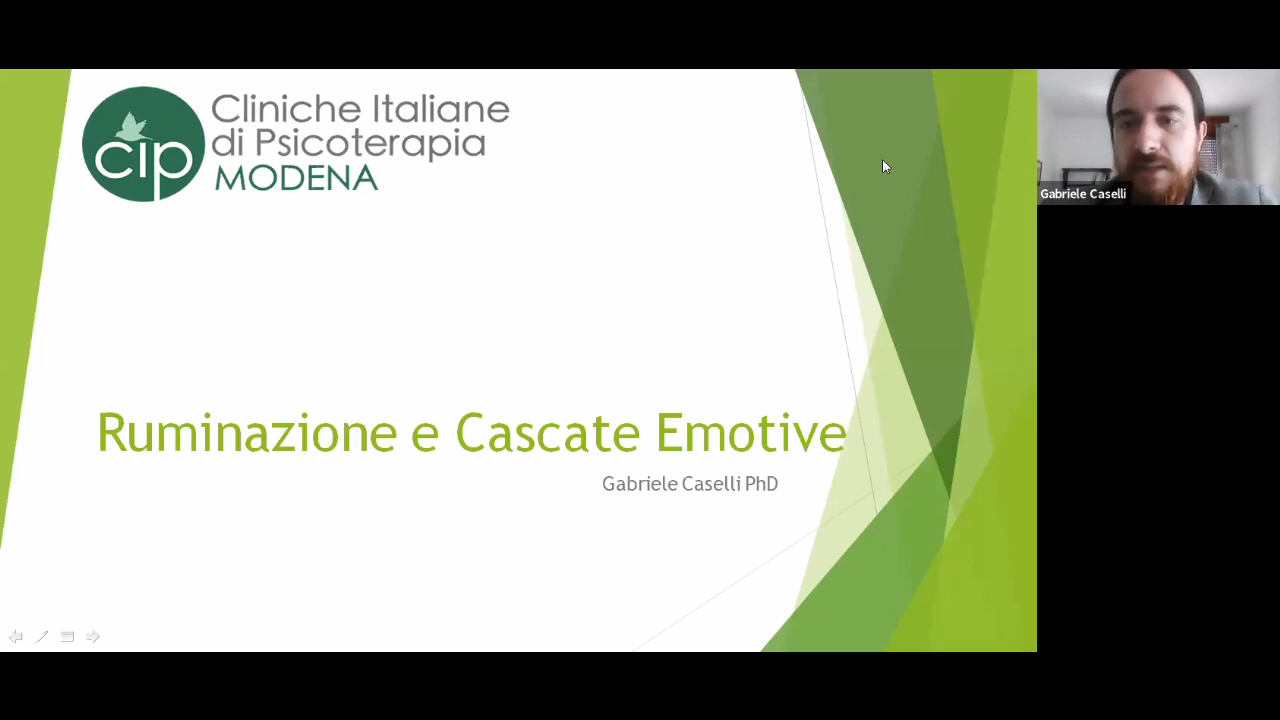 cip
Cliniche Italiane
di Psicoterapia
MODENA
Gabriele Caselli
Ruminazione e Cascate Emotive
Gabriele Caselli PhD